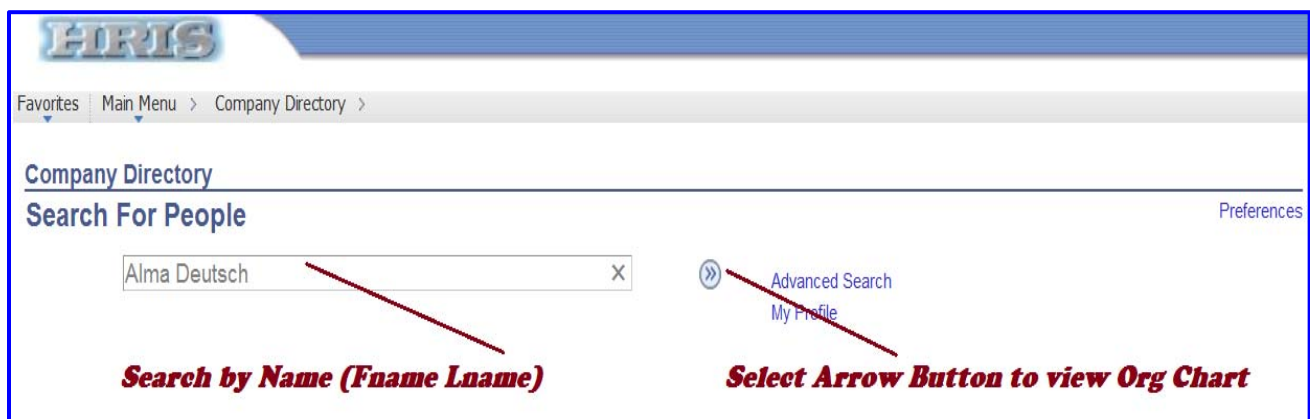 HRIS
Favorites Main Menu > Company Directory >
Company Directory
Search For People
Preferences
Alma Deutsch X
Advanced Search
My Profile
Search by Name (Fname Lname)
Select Arrow Button to view Org Chart